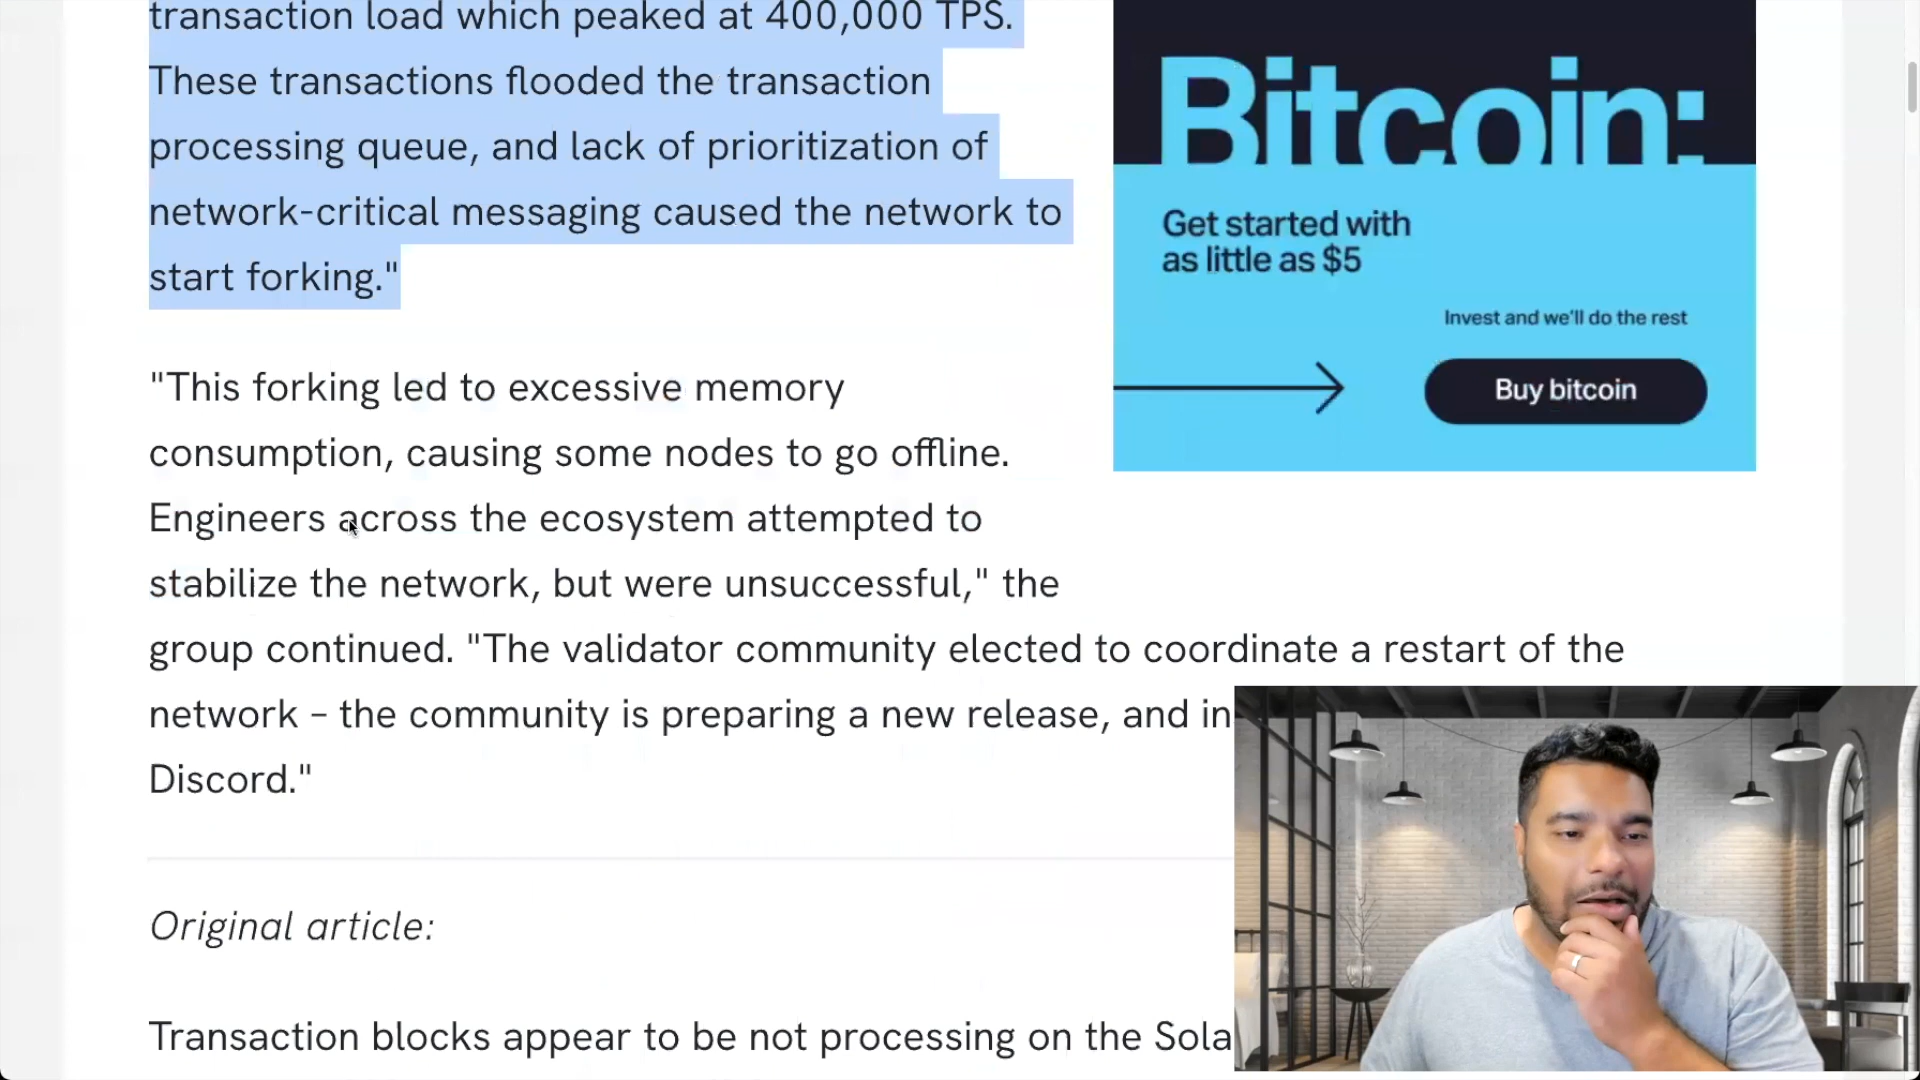 transaction load which peaked at 400,000 TPS.
These transactions flooded the transaction
processing queue, and lack of prioritization of
network-critical messaging caused the network to
start forking."
"This forking led to excessive memory
consumption, causing some nodes to go offline.
Engineers across the ecosystem attempted to
stabilize the network, but were unsuccessful," the
group continued. "The validator community elected to coordinate a restart of the
network – the community is preparing a new release, and in
Discord."
Original article:
Transaction blocks appear to be not processing on the Sola
Bitcoin:
Get started with
as little as $5
Invest and we'll do the rest
Buy bitcoin